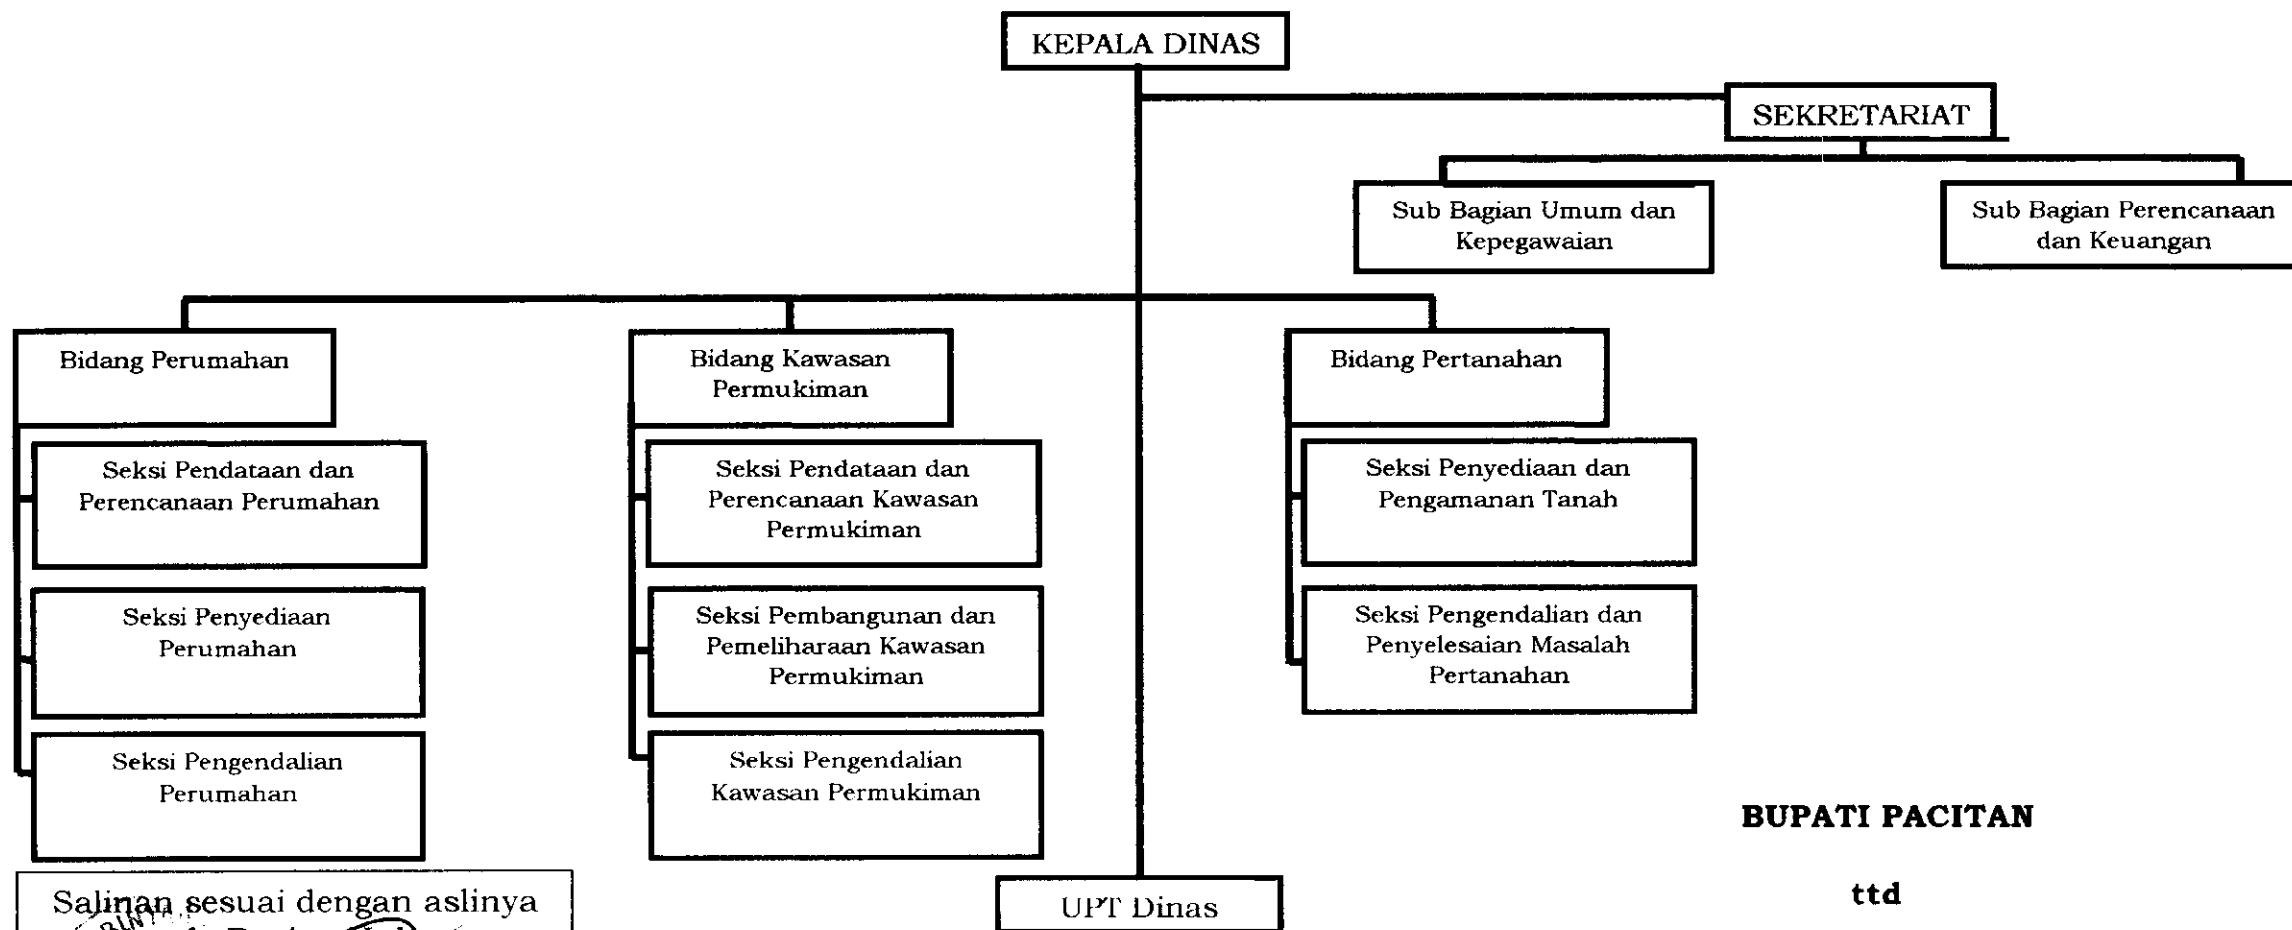 KEPALA DINAS
SEKRETARIAT
Sub Bagian Umum dan
Kepegawaian
Sub Bagian Perencanaan
dan Keuangan
Bidang Perumahan
Seksi Pendataan dan
Perencanaan Perumahan
Seksi Penyediaan
Perumahan
Seksi Pengendalian
Perumahan
Bidang Kawasan
Permukiman
Seksi Pendataan dan
Perencanaan Kawasan
Permukiman
Seksi Pembangunan dan
Pemeliharaan Kawasan
Permukiman
Seksi Pengendalian
Kawasan Permukiman
Bidang Pertanahan
Seksi Penyediaan dan
Pengamanan Tanah
Seksi Pengendalian dan
Penyelesaian Masalah
Pertanahan
UPT Dinas
BUPATI PACITAN
ttd
Salinan sesuai dengan aslinya